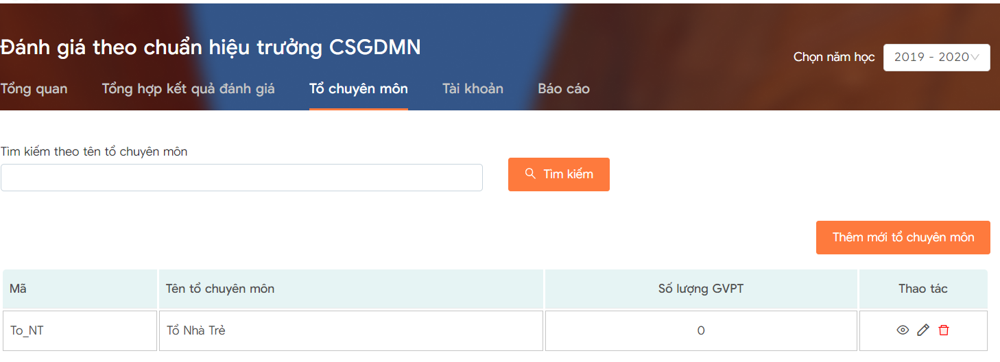 Đánh giá theo chuẩn hiệu trưởng CSGDMN
Chọn năm học 2019 - 2020
Tổng quan Tổng hợp kết quả đánh giá Tổ chuyên môn Tài khoản Báo cáo
Tìm kiếm theo tên tổ chuyên môn
Tìm kiếm
Thêm mới tổ chuyên môn
Mã Tên tổ chuyên môn Số lượng GVPT Thao tác
To_NT Tổ Nhà Trẻ 0